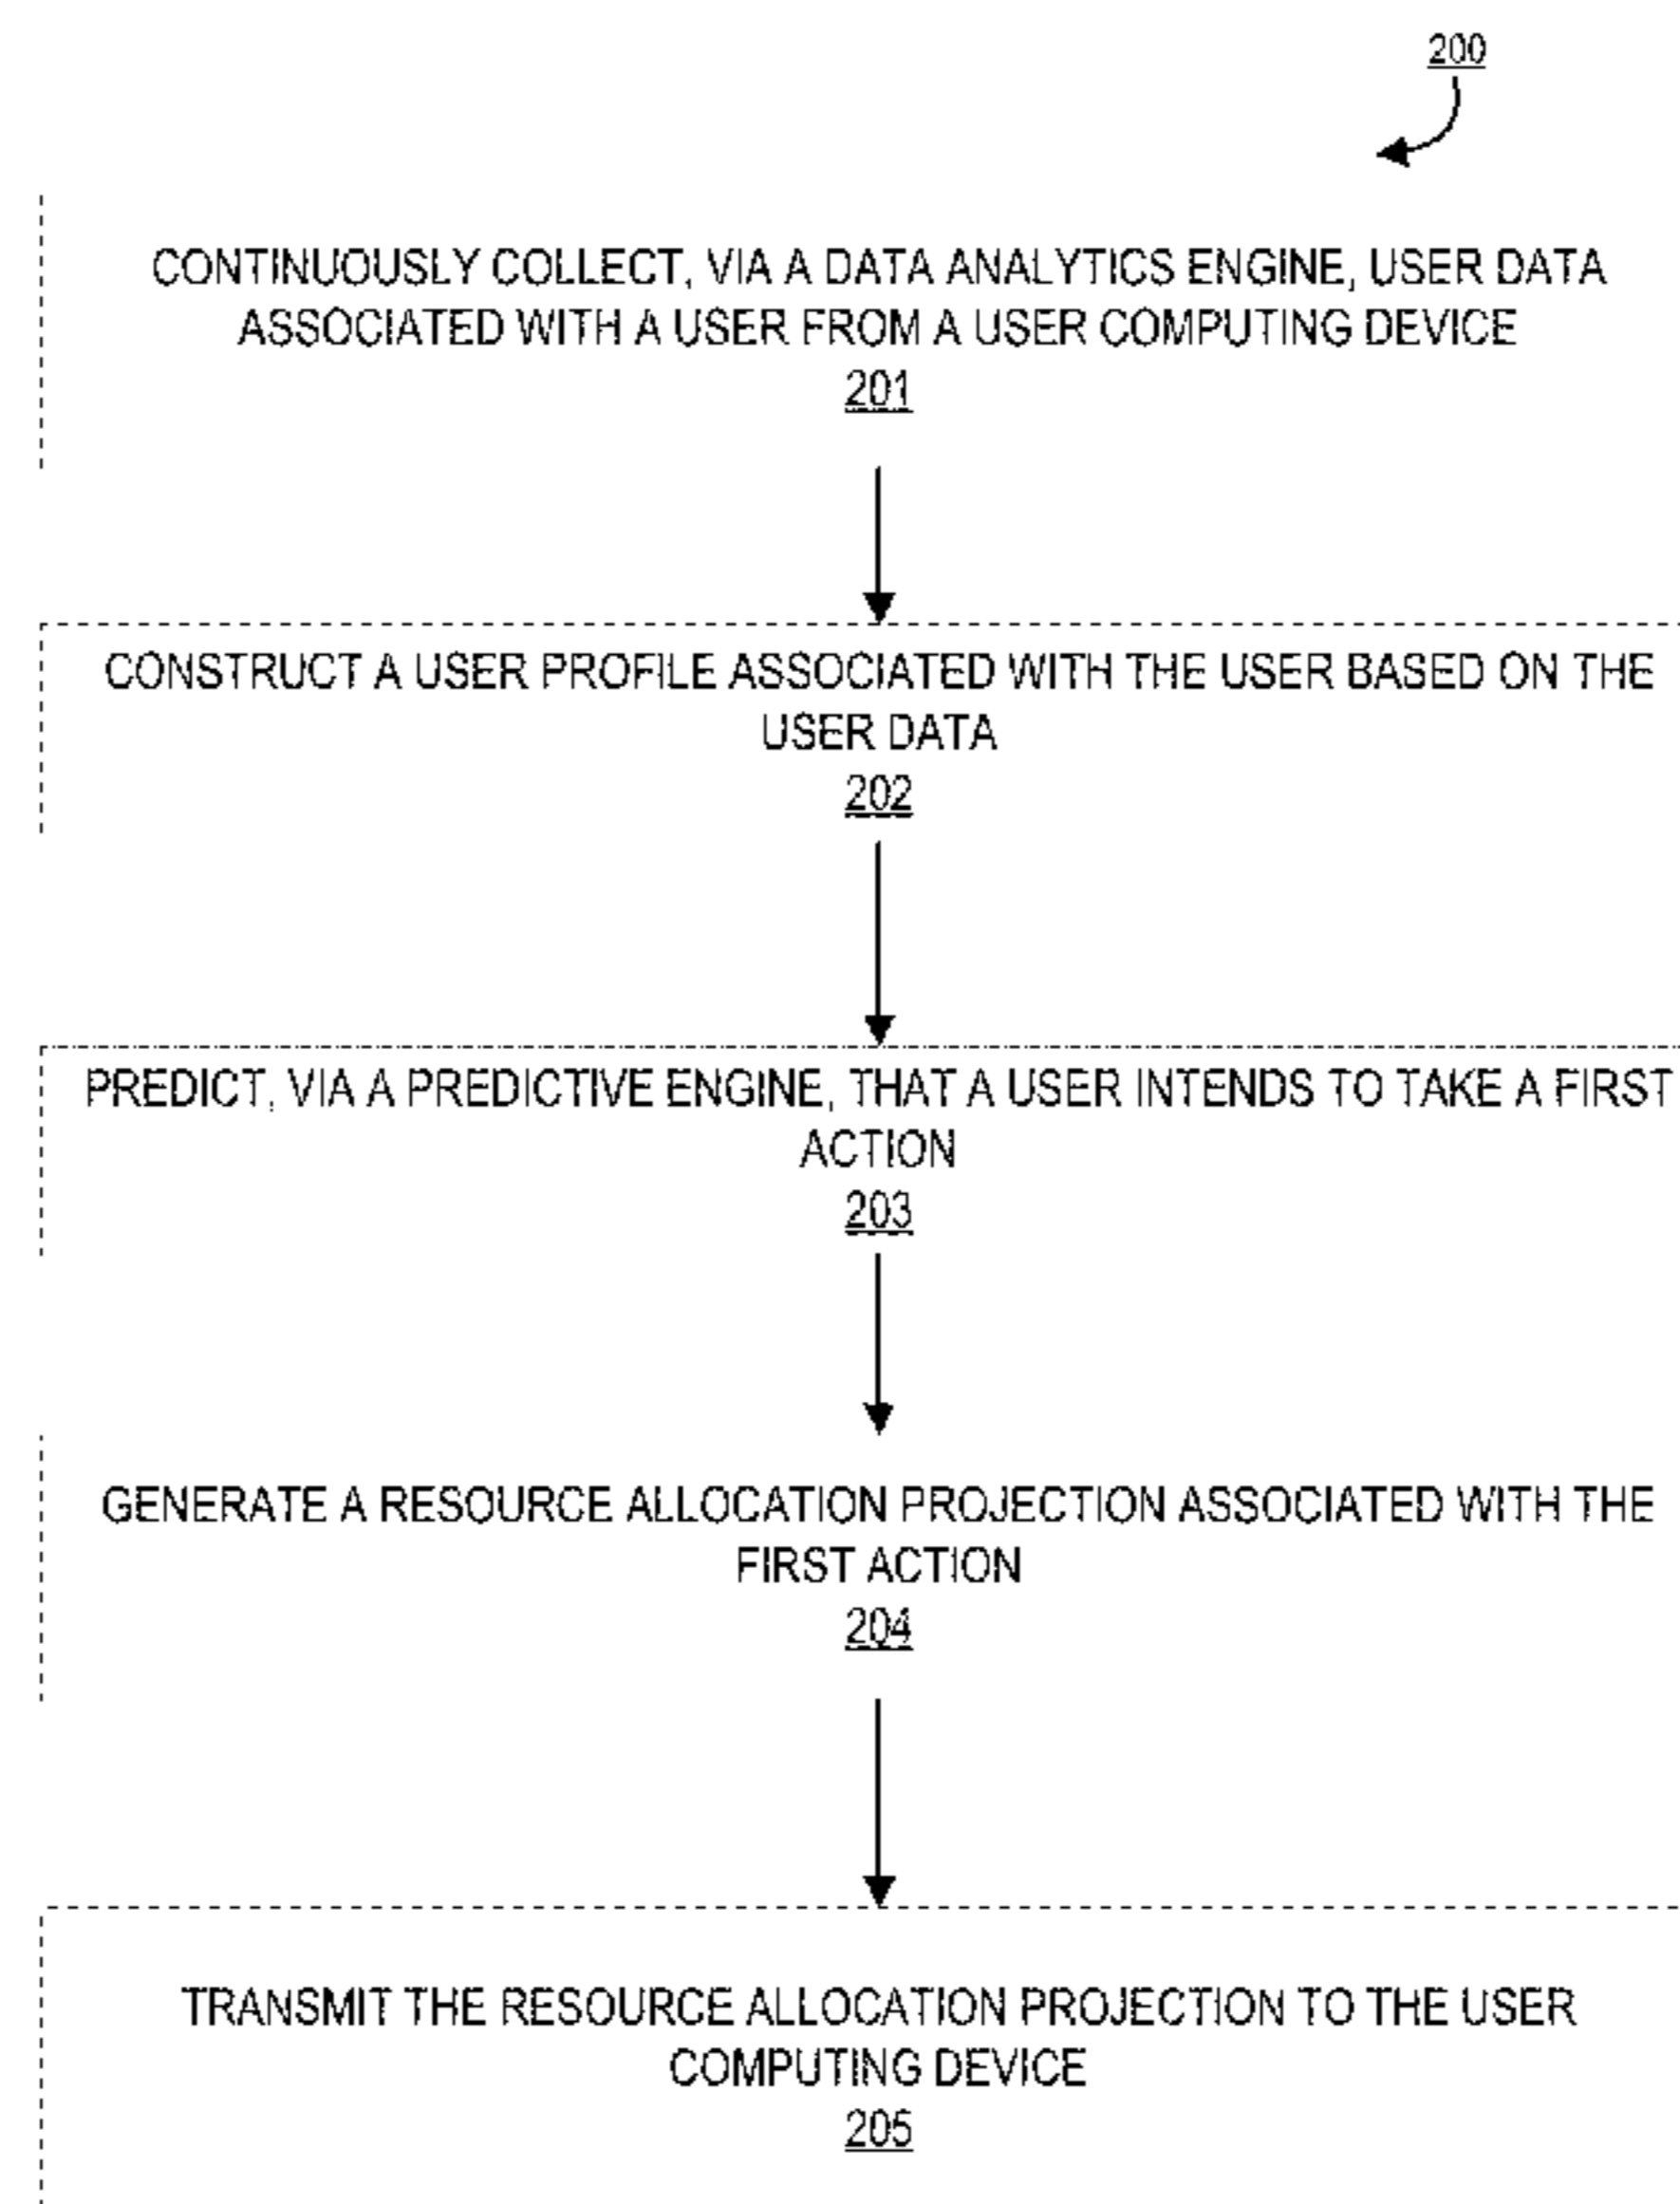 200
CONTINUOUSLY COLLECT, VIA A DATA ANALYTICS ENGINE, USER DATA
ASSOCIATED WITH A USER FROM A USER COMPUTING DEVICE
201
CONSTRUCT A USER PROFILE ASSOCIATED WITH THE USER BASED ON THE
USER DATA
202
PREDICT, VIA A PREDICTIVE ENGINE, THAT A USER INTENDS TO TAKE A FIRST
ACTION
203
GENERATE A RESOURCE ALLOCATION PROJECTION ASSOCIATED WITH THE
FIRST ACTION
204
TRANSMIT THE RESOURCE ALLOCATION PROJECTION TO THE USER
COMPUTING DEVICE
205